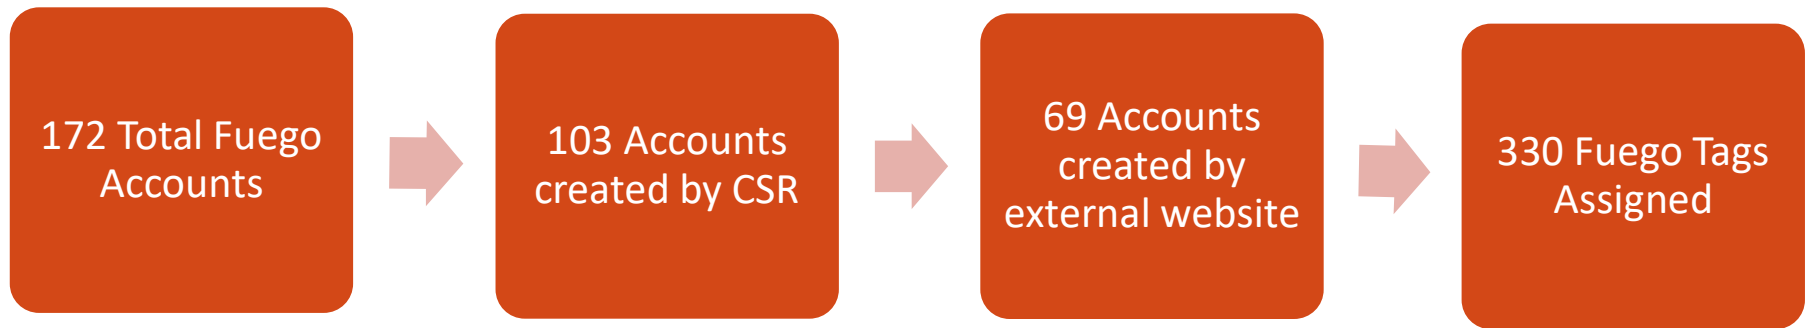 172 Total Fuego
Accounts
103 Accounts
created by CSR
69 Accounts
created by
external website
330 Fuego Tags
Assigned